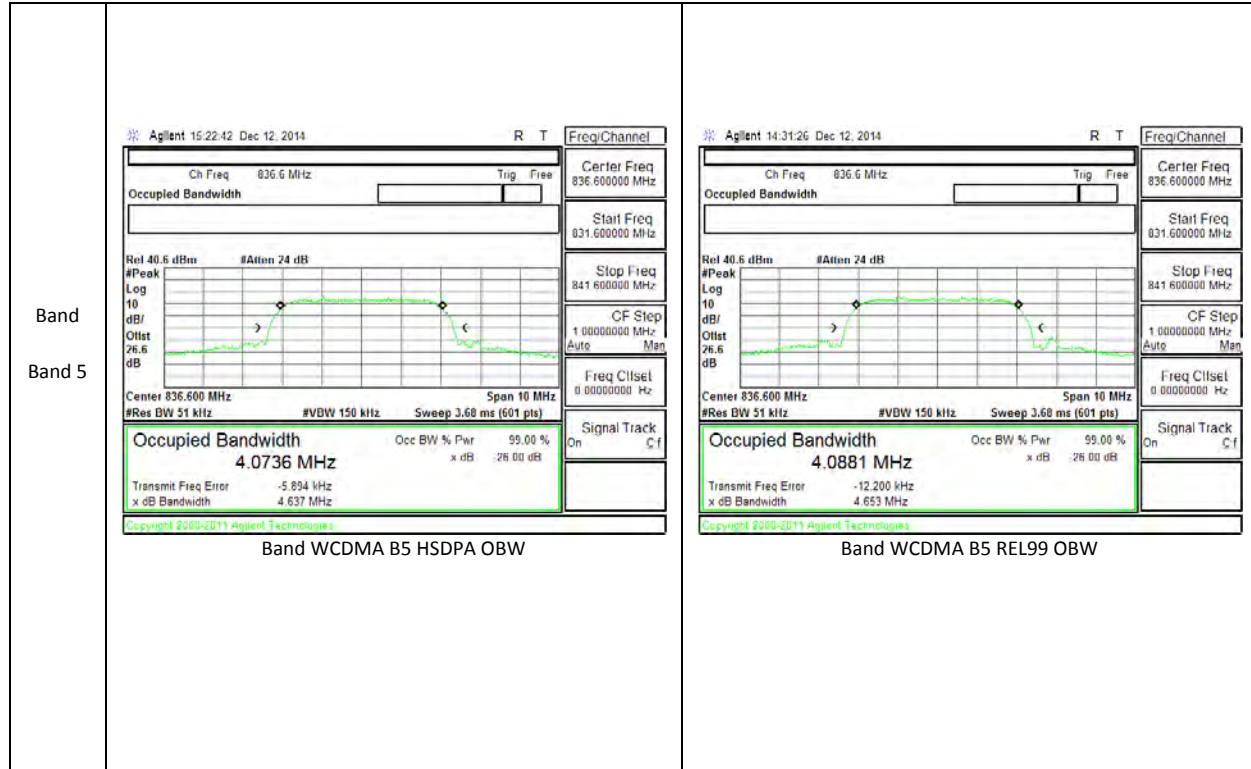 Band
Band 5
Agilent 15:22:42 Dec 12, 2014 R T
Ch Freq 836.6 MHz Trig Free
Occupied Bandwidth
Ref 40.6 dBm #Atten 24 dB
#Peak
Log
10
dB/
Offst
26.6
dB
Center 836.600 MHz Span 10 MHz
#Res BW 51 kHz #VBW 150 kHz Sweep 3.68 ms (601 pts)
Occupied Bandwidth Occ BW % Pwr 99.00 %
4.0736 MHz x dB -26.00 dB
Transmit Freq Error -5.894 kHz
x dB Bandwidth 4.637 MHz
Copyright 2000-2011 Agilent Technologies
Freq/Channel
Center Freq
836.600000 MHz
Start Freq
831.600000 MHz
Stop Freq
841.600000 MHz
CF Step
1.00000000 MHz
Auto Man
Freq Offset
0.00000000 Hz
Signal Track
On
Band WCDMA B5 HSDPA OBW
Agilent 14:31:26 Dec 12, 2014 R T
Ch Freq 836.6 MHz Trig Free
Occupied Bandwidth
Ref 40.6 dBm #Atten 24 dB
#Peak
Log
10
dB/
Offst
26.6
dB
Center 836.600 MHz Span 10 MHz
#Res BW 51 kHz #VBW 150 kHz Sweep 3.68 ms (601 pts)
Occupied Bandwidth Occ BW % Pwr 99.00 %
4.0881 MHz x dB -26.00 dB
Transmit Freq Error -12.200 kHz
x dB Bandwidth 4.653 MHz
Copyright 2000-2011 Agilent Technologies
Freq/Channel
Center Freq
836.600000 MHz
Start Freq
831.600000 MHz
Stop Freq
841.600000 MHz
CF Step
1.00000000 MHz
Auto Man
Freq Offset
0.00000000 Hz
Signal Track
On
Band WCDMA B5 REL99 OBW